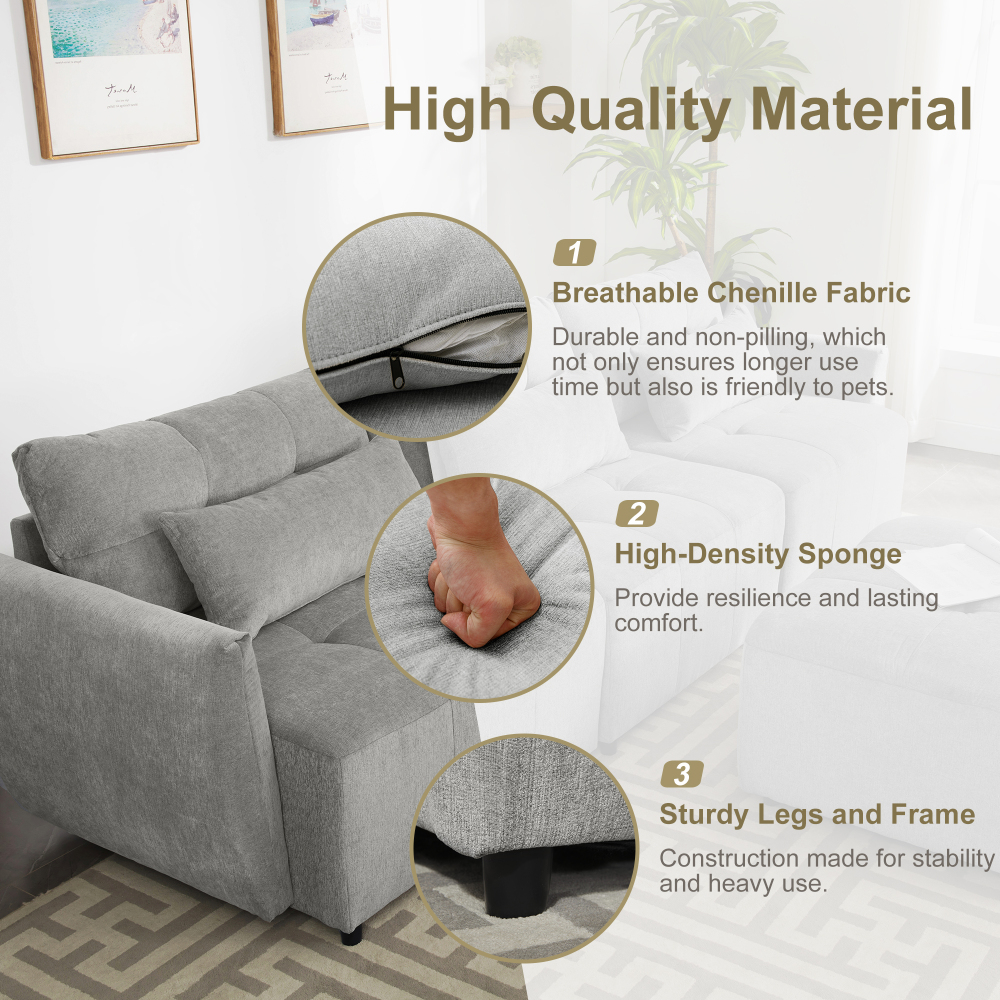 High Quality Material
1
Breathable Chenille Fabric
Durable and non-pilling, which
not only ensures longer use
time but also is friendly to pets.
2
High-Density Sponge
Provide resilience and lasting
comfort.
3
Sturdy Legs and Frame
Construction made for stability
and heavy use.